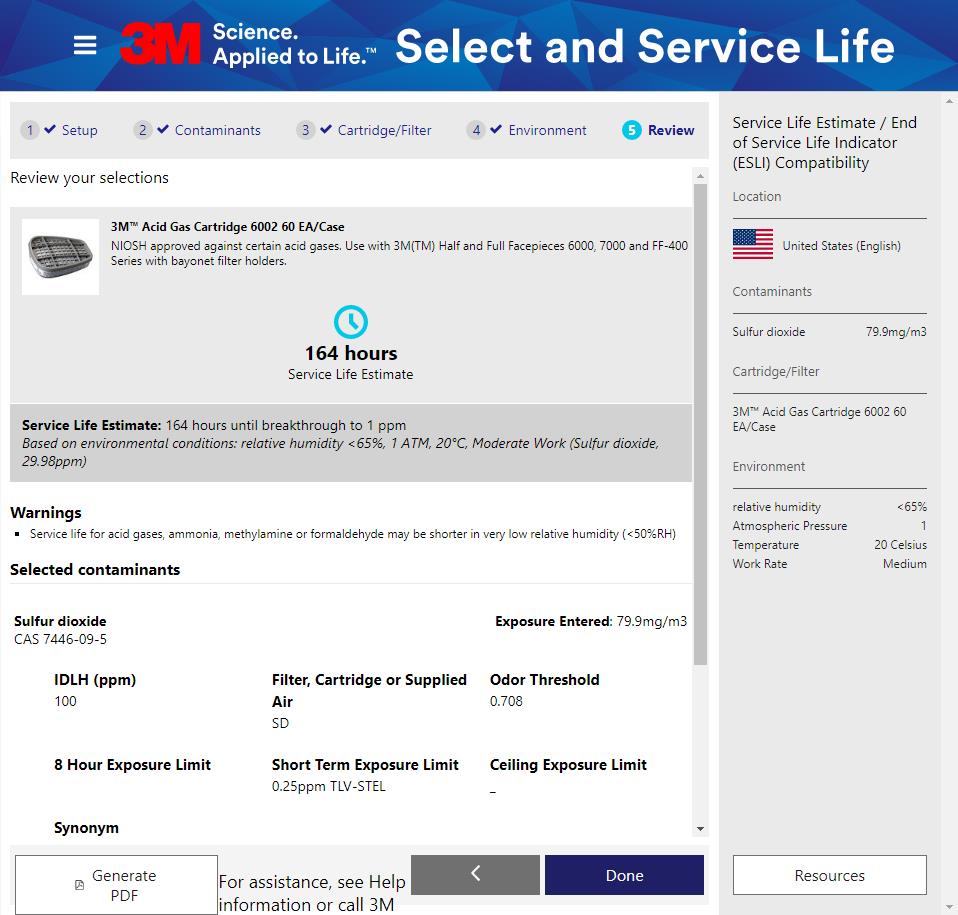 3M Science.
Applied to Life.™ Select and Service Life
1 Setup 2 Contaminants 3 Cartridge/Filter 4 Environment 5 Review
Review your selections
3M™ Acid Gas Cartridge 6002 60 EA/Case
NIOSH approved against certain acid gases. Use with 3M(TM) Half and Full Facepieces 6000, 7000 and FF-400
Series with bayonet filter holders.
164 hours
Service Life Estimate
Service Life Estimate: 164 hours until breakthrough to 1 ppm
Based on environmental conditions: relative humidity <65%, 1 ATM, 20°C, Moderate Work (Sulfur dioxide,
29.98ppm)
Warnings
▪ Service life for acid gases, ammonia, methylamine or formaldehyde may be shorter in very low relative humidity (<50%RH)
Selected contaminants
Sulfur dioxide Exposure Entered: 79.9mg/m3
CAS 7446-09-5
IDLH (ppm)
100
Filter, Cartridge or Supplied
Air
SD
Odor Threshold
0.708
8 Hour Exposure Limit
Short Term Exposure Limit
0.25ppm TLV-STEL
Ceiling Exposure Limit
–
Synonym
Generate
PDF
For assistance, see Help
information or call 3M
<
Done
Service Life Estimate / End
of Service Life Indicator
(ESLI) Compatibility
Location
United States (English)
Contaminants
Sulfur dioxide 79.9mg/m3
Cartridge/Filter
3M™ Acid Gas Cartridge 6002 60
EA/Case
Environment
relative humidity <65%
Atmospheric Pressure 1
Temperature 20 Celsius
Work Rate Medium
Resources